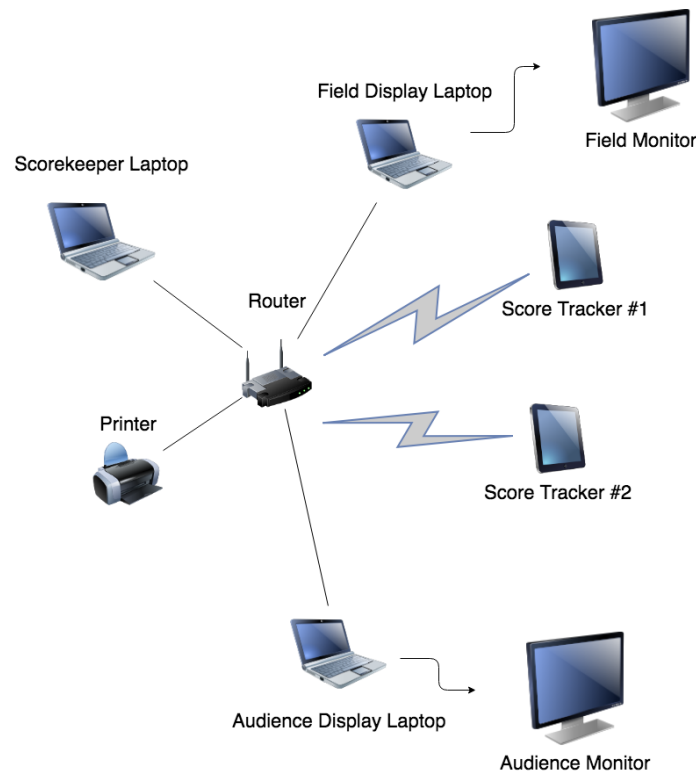 Field Display Laptop
Field Monitor
Scorekeeper Laptop
Router
Score Tracker #1
Printer
Score Tracker #2
Audience Display Laptop
Audience Monitor